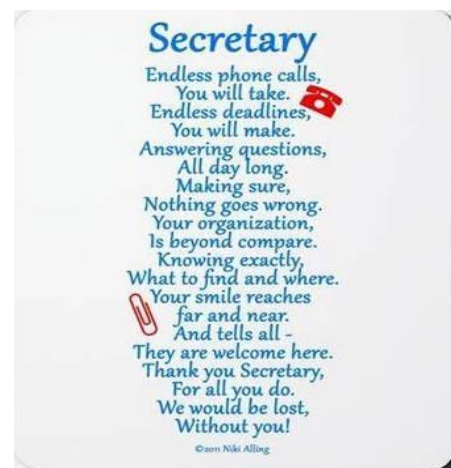 Secretary
Endless phone calls,
You will take.
Endless deadlines,
You will make.
Answering questions,
All day long.
Making sure,
Nothing goes wrong.
Your organization,
Is beyond compare.
Knowing exactly,
What to find and where.
Your smile reaches
far and near.
And tells all -
They are welcome here.
Thank you Secretary,
For all you do.
We would be lost,
Without you!
©2011 Niki Alling